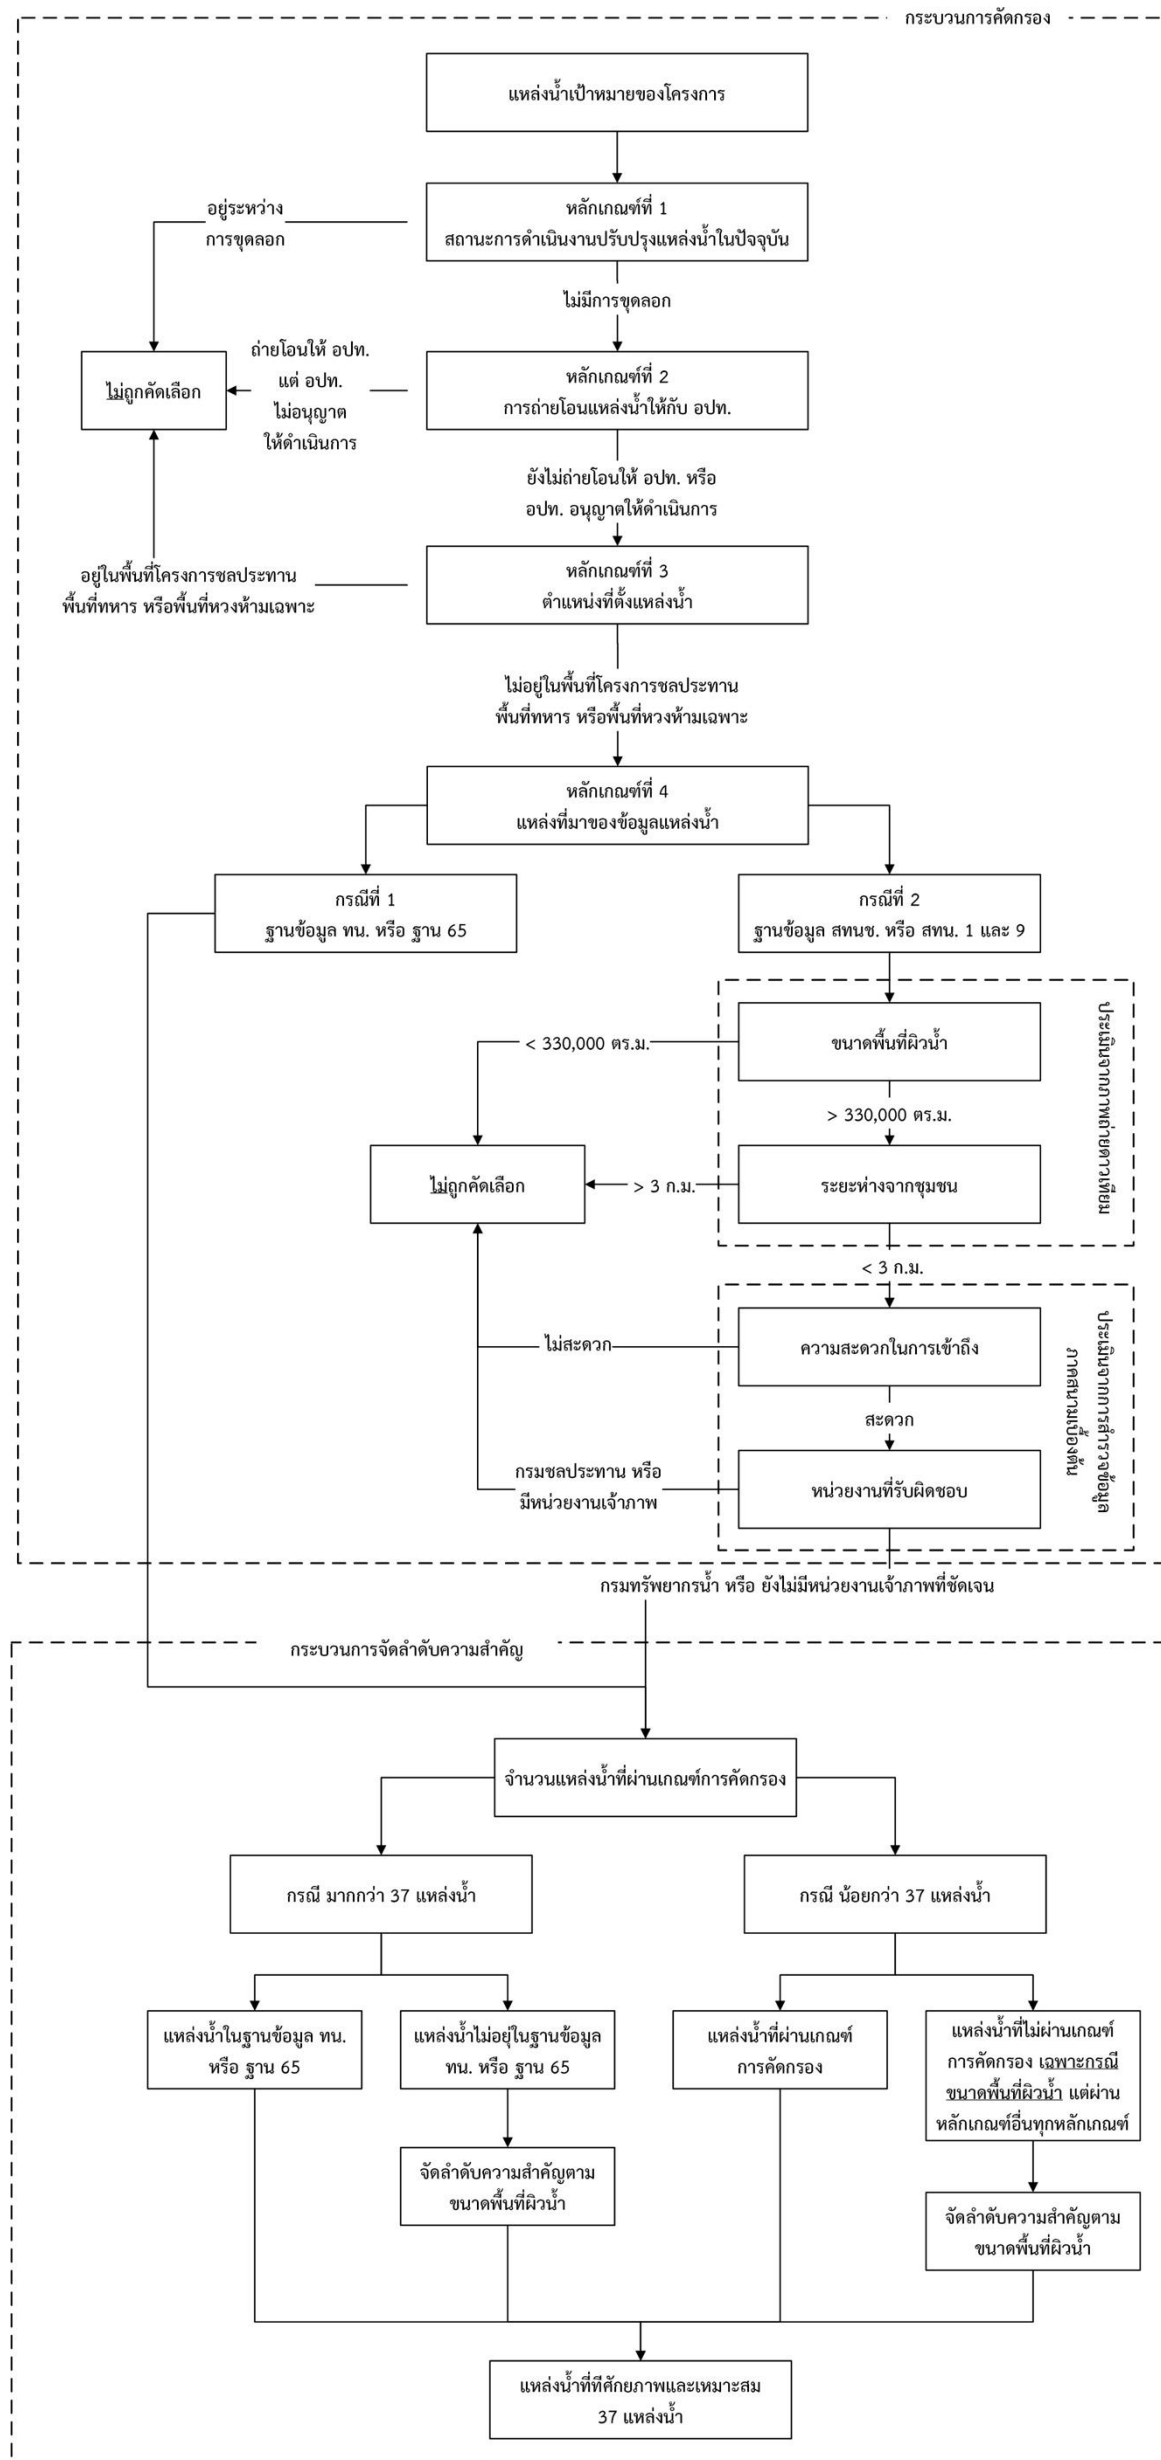 กระบวนการคัดกรอง
แหล่งน้ำเป้าหมายของโครงการ
หลักเกณฑ์ที่ 1
สถานะการดำเนินงานปรับปรุงแหล่งน้ำในปัจจุบัน
อยู่ระหว่าง
การขุดลอก
ไม่มีการขุดลอก
ไม่ถูกคัดเลือก
ถ่ายโอนให้ อปท.
แต่ อปท.
ไม่อนุญาต
ให้ดำเนินการ
หลักเกณฑ์ที่ 2
การถ่ายโอนแหล่งน้ำให้กับ อปท.
ยังไม่ถ่ายโอนให้ อปท. หรือ
อปท. อนุญาตให้ดำเนินการ
อยู่ในพื้นที่โครงการชลประทาน
พื้นที่ทหาร หรือพื้นที่หวงห้ามเฉพาะ
หลักเกณฑ์ที่ 3
ตำแหน่งที่ตั้งแหล่งน้ำ
ไม่อยู่ในพื้นที่โครงการชลประทาน
พื้นที่ทหาร หรือพื้นที่หวงห้ามเฉพาะ
หลักเกณฑ์ที่ 4
แหล่งที่มาของข้อมูลแหล่งน้ำ
กรณีที่ 1
ฐานข้อมูล ทน. หรือ ฐาน 65
กรณีที่ 2
ฐานข้อมูล สทนช. หรือ สทน. 1 และ 9
ประเมินจากภาพถ่ายดาวเทียม
ขนาดพื้นที่ผิวน้ำ
< 330,000 ตร.ม.
> 330,000 ตร.ม.
ไม่ถูกคัดเลือก
> 3 ก.ม.
ระยะห่างจากชุมชน
< 3 ก.ม.
ประเมินจากการสำรวจข้อมูล
ภาคสนามเบื้องต้น
ไม่สะดวก
ความสะดวกในการเข้าถึง
สะดวก
กรมชลประทาน หรือ
มีหน่วยงานเจ้าภาพ
หน่วยงานที่รับผิดชอบ
กรมทรัพยากรน้ำ หรือ ยังไม่มีหน่วยงานเจ้าภาพที่ชัดเจน
กระบวนการจัดลำดับความสำคัญ
จำนวนแหล่งน้ำที่ผ่านเกณฑ์การคัดกรอง
กรณี มากกว่า 37 แหล่งน้ำ
กรณี น้อยกว่า 37 แหล่งน้ำ
แหล่งน้ำในฐานข้อมูล ทน.
หรือ ฐาน 65
แหล่งน้ำไม่อยู่ในฐานข้อมูล
ทน. หรือ ฐาน 65
แหล่งน้ำที่ผ่านเกณฑ์
การคัดกรอง
แหล่งน้ำที่ไม่ผ่านเกณฑ์
การคัดกรอง เฉพาะกรณี
ขนาดพื้นที่ผิวน้ำ แต่ผ่าน
หลักเกณฑ์อื่นทุกหลักเกณฑ์
จัดลำดับความสำคัญตาม
ขนาดพื้นที่ผิวน้ำ
จัดลำดับความสำคัญตาม
ขนาดพื้นที่ผิวน้ำ
แหล่งน้ำที่ทีศักยภาพและเหมาะสม
37 แหล่งน้ำ